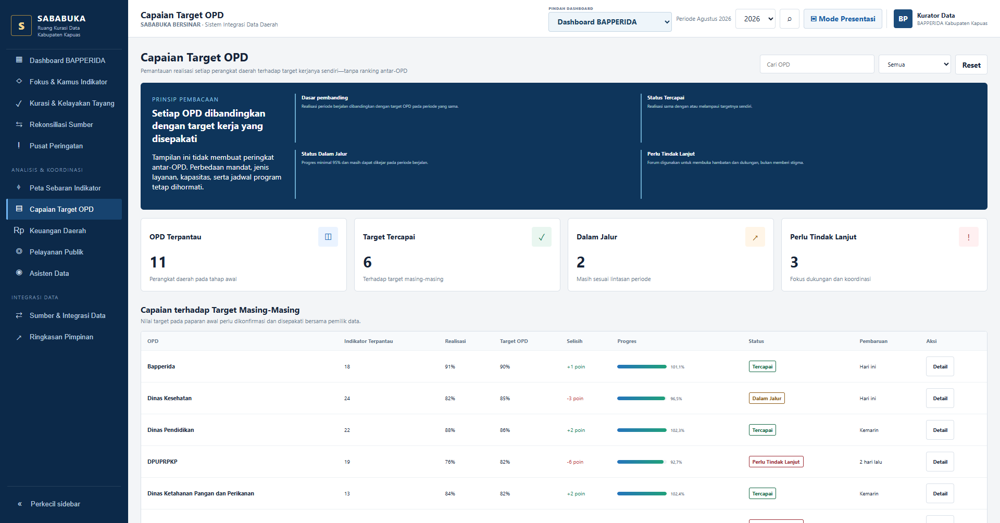 S
SABABUKA
Ruang Kurasi Data
Kabupaten Kapuas
Dashboard BAPPERIDA
Fokus & Kamus Indikator
Kurasi & Kelayakan Tayang
Rekonsiliasi Sumber
Pusat Peringatan
ANALISIS & KOORDINASI
Peta Sebaran Indikator
Capaian Target OPD
Rp Keuangan Daerah
Pelayanan Publik
Asisten Data
INTEGRASI DATA
Sumber & Integrasi Data
Ringkasan Pimpinan
« Perkecil sidebar
Capaian Target OPD
SABABUKA BERSINAR · Sistem Integrasi Data Daerah
PINDAH DASHBOARD
Dashboard BAPPERIDA
Periode Agustus 2026
2026
Mode Presentasi
BP
Kurator Data
BAPPERIDA Kabupaten Kapuas
Capaian Target OPD
Pemantauan realisasi setiap perangkat daerah terhadap target kerjanya sendiri—tanpa ranking antar-OPD
Cari OPD
Semua
Reset
PRINSIP PEMBACAAN
Setiap OPD dibandingkan
dengan target kerja yang
disepakati
Tampilan ini tidak membuat peringkat
antar-OPD. Perbedaan mandat, jenis
layanan, kapasitas, serta jadwal program
tetap dihormati.
Dasar pembanding
Realisasi periode berjalan dibandingkan dengan target OPD pada periode yang sama.
Status Tercapai
Realisasi sama dengan atau melampaui targetnya sendiri.
Status Dalam Jalur
Progres minimal 95% dan masih dapat dikejar pada periode berjalan.
Perlu Tindak Lanjut
Forum digunakan untuk membuka hambatan dan dukungan, bukan memberi stigma.
OPD Terpantau
11
Perangkat daerah pada tahap awal
Target Tercapai
6
Terhadap target masing-masing
Dalam Jalur
2
Masih sesuai lintasan periode
Perlu Tindak Lanjut
!
3
Fokus dukungan dan koordinasi
Capaian terhadap Target Masing-Masing
Nilai target pada paparan awal perlu dikonfirmasi dan disepakati bersama pemilik data.
OPD Indikator Terpantau Realisasi Target OPD Selisih Progres Status Pembaruan Aksi
Bapperida 18 91% 90% +1 poin 101,1% Tercapai Hari ini Detail
Dinas Kesehatan 24 82% 85% -3 poin 96,5% Dalam Jalur Hari ini Detail
Dinas Pendidikan 22 88% 86% +2 poin 102,3% Tercapai Kemarin Detail
DPUPRPKP 19 76% 82% -6 poin 92,7% Perlu Tindak Lanjut 2 hari lalu Detail
Dinas Ketahanan Pangan dan Perikanan 13 84% 82% +2 poin 102,4% Tercapai Kemarin Detail